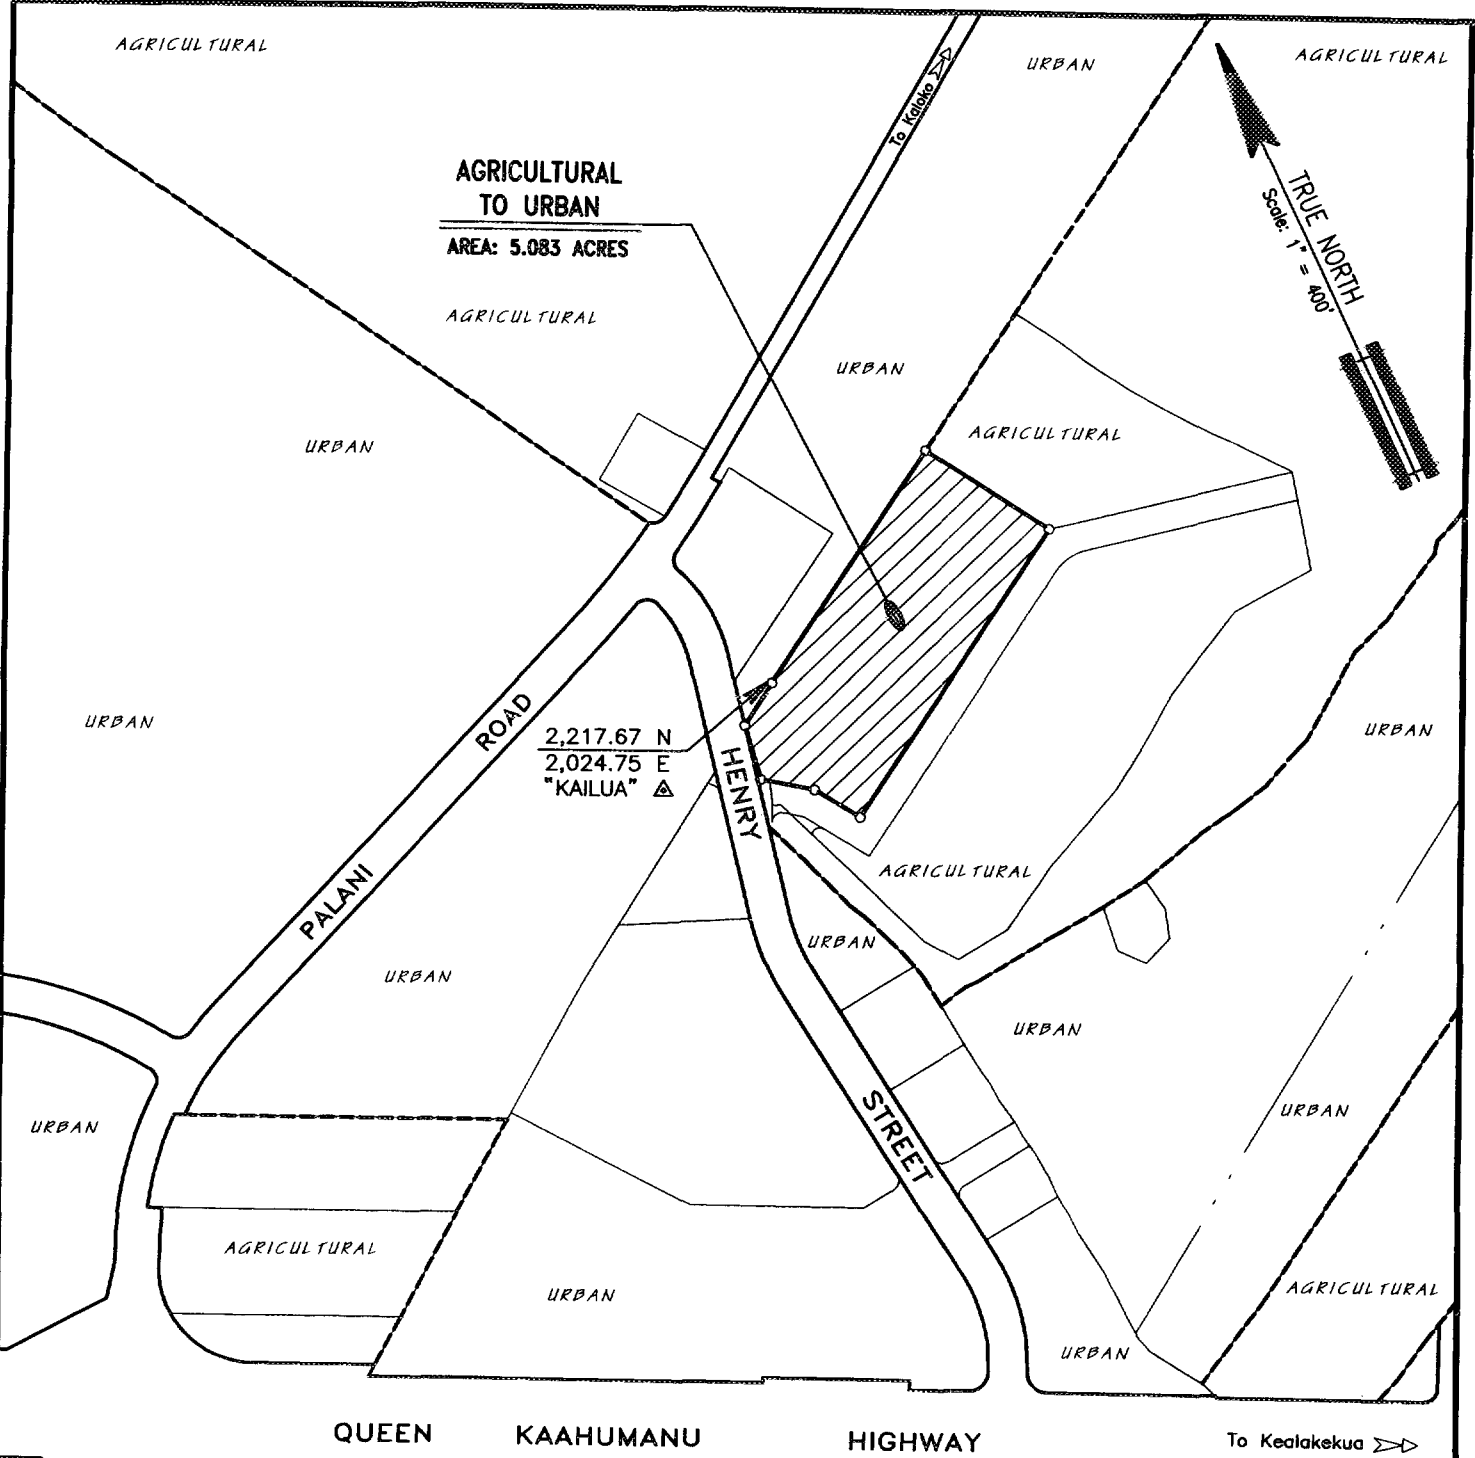 AGRICULTURAL
URBAN
AGRICULTURAL
To Kaloko
AGRICULTURAL
TO URBAN
AREA: 5.083 ACRES
TRUE NORTH
Scale: 1" = 400'
AGRICULTURAL
URBAN
URBAN
AGRICULTURAL
URBAN
ROAD
2,217.67 N
2,024.75 E
"KAILUA"
HENRY
URBAN
PALANI
AGRICULTURAL
URBAN
URBAN
URBAN
URBAN
STREET
URBAN
AGRICULTURAL
URBAN
AGRICULTURAL
URBAN
QUEEN KAAHUMANU HIGHWAY
To Kealakekua